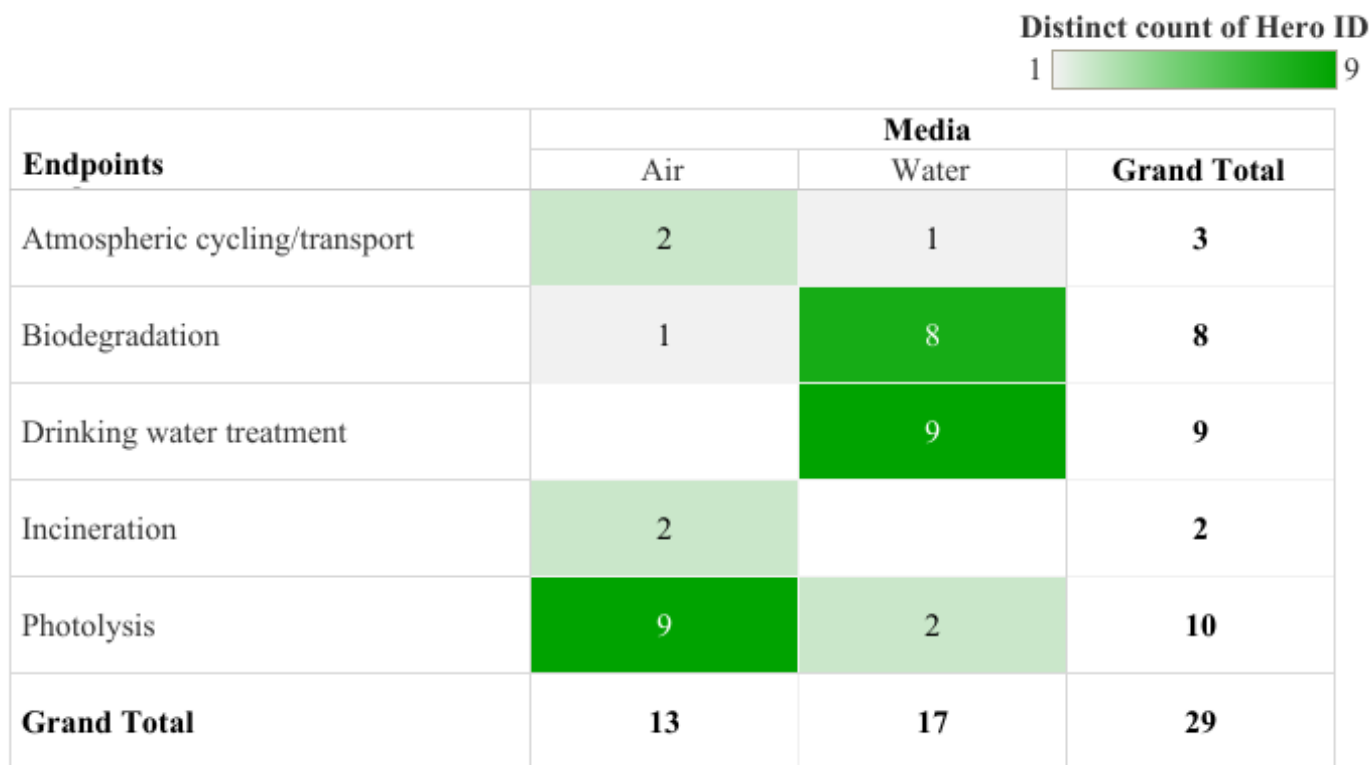 Distinct count of Hero ID
1 9
Media
Endpoints
Air Water Grand Total
Atmospheric cycling/transport 2 1 3
Biodegradation 1 8 8
Drinking water treatment 9 9
Incineration 2 2
Photolysis 9 2 10
Grand Total 13 17 29